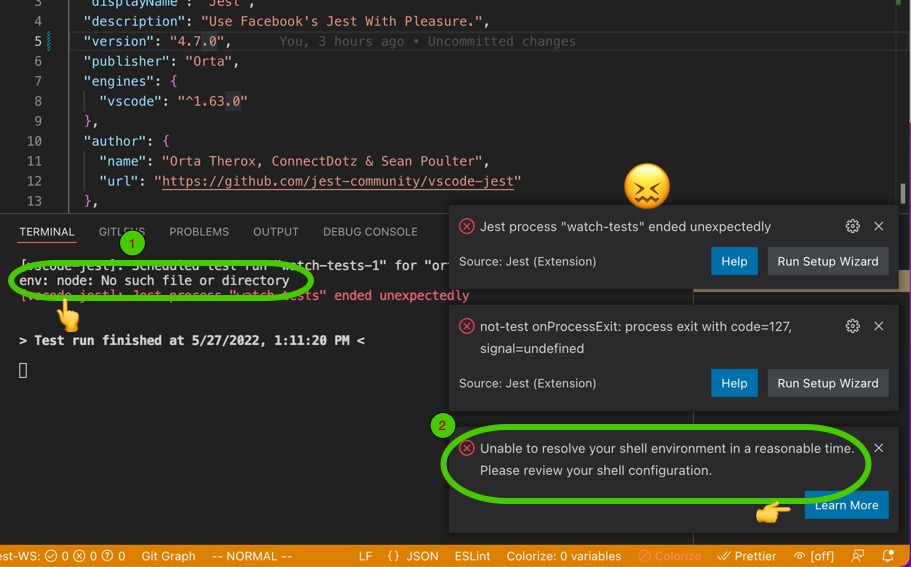 3 "displayName": "Jest",
4 "description": "Use Facebook's Jest With Pleasure.",
5 "version": "4.7.0", You, 3 hours ago • Uncommitted changes
6 "publisher": "Orta",
7 "engines": {
8 "vscode": "^1.63.0"
9 },
10 "author": {
11 "name": "Orta Therox, ConnectDotz & Sean Poulter",
12 "url": "https://github.com/jest-community/vscode-jest"
13 },
TERMINAL GITLENS PROBLEMS OUTPUT DEBUG CONSOLE
1
[vscode-jest]: Scheduled test run "watch-tests-1" for "or
env: node: No such file or directory
[vscode-jest]: Jest process "watch-tests" ended unexpectedly
> Test run finished at 5/27/2022, 1:11:20 PM <
Jest process "watch-tests" ended unexpectedly
Source: Jest (Extension) Help Run Setup Wizard
not-test onProcessExit: process exit with code=127,
signal=undefined
Source: Jest (Extension) Help Run Setup Wizard
2
Unable to resolve your shell environment in a reasonable time.
Please review your shell configuration.
Learn More
est-WS: 0 0 0 Git Graph -- NORMAL -- LF {} JSON ESLint Colorize: 0 variables Colorize Prettier [off]